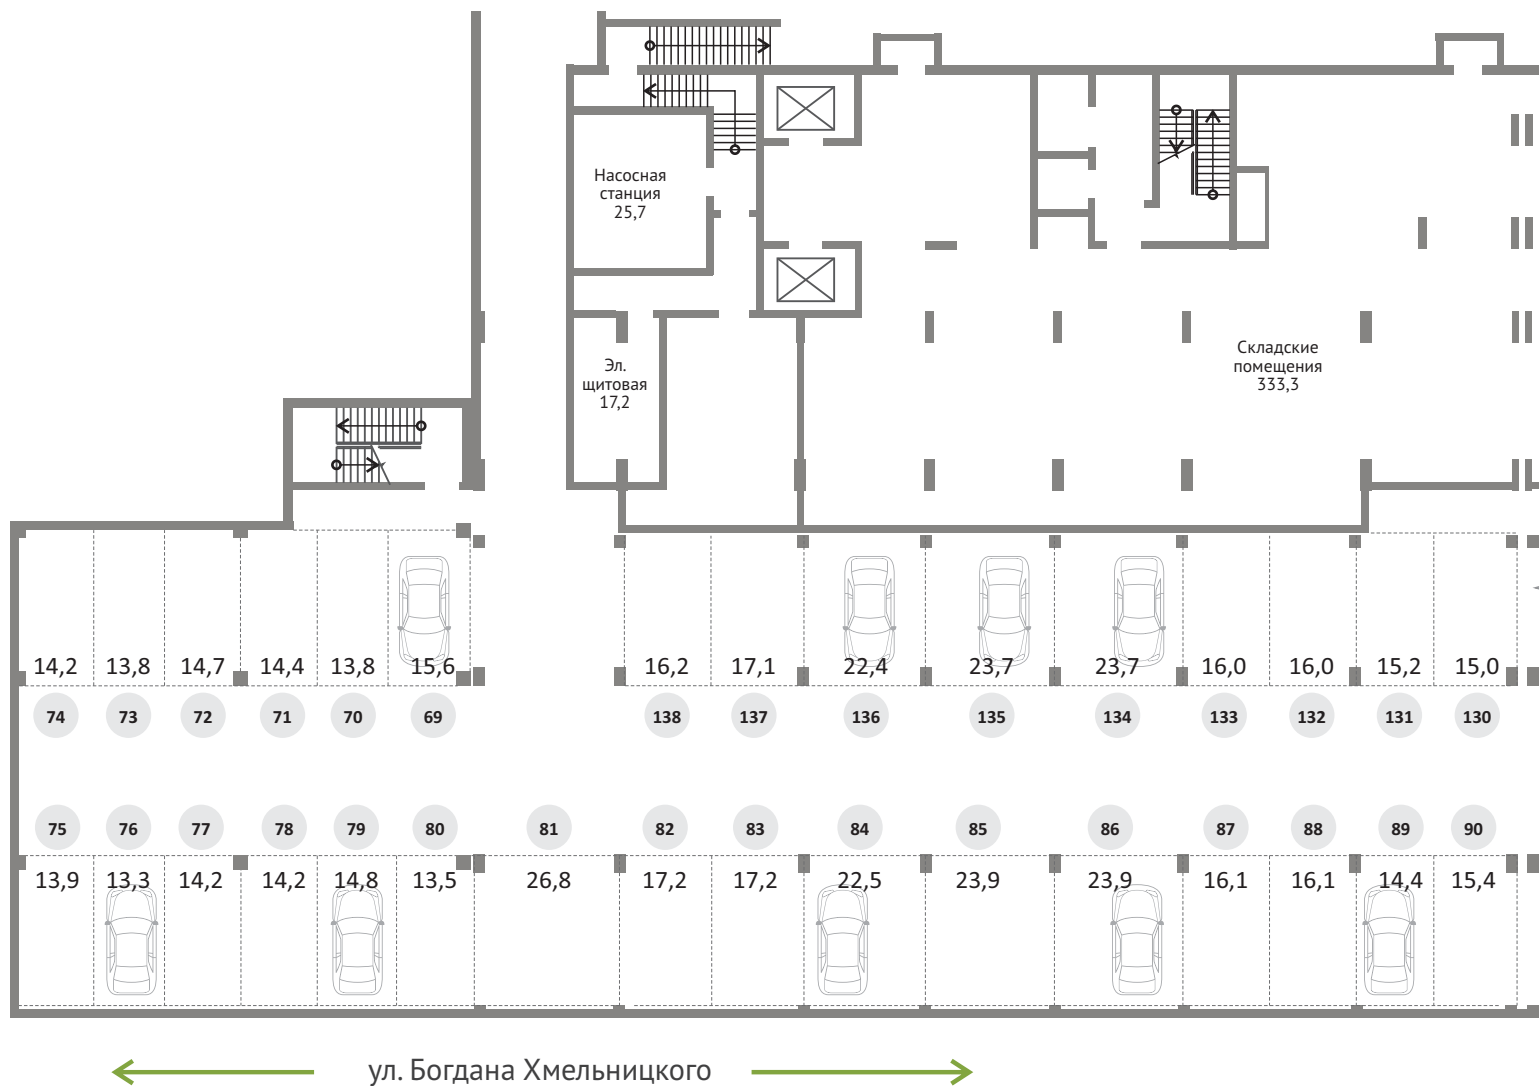 Насосная
станция
25,7
Эл.
щитовая
17,2
Складские
помещения
333,3
14,2 13,8 14,7 14,4 13,8 15,6 16,2 17,1 22,4 23,7 23,7 16,0 16,0 15,2 15,0
74 73 72 71 70 69 138 137 136 135 134 133 132 131 130
75 76 77 78 79 80 81 82 83 84 85 86 87 88 89 90
13,9 13,3 14,2 14,2 14,8 13,5 26,8 17,2 17,2 22,5 23,9 23,9 16,1 16,1 14,4 15,4
ул. Богдана Хмельницкого